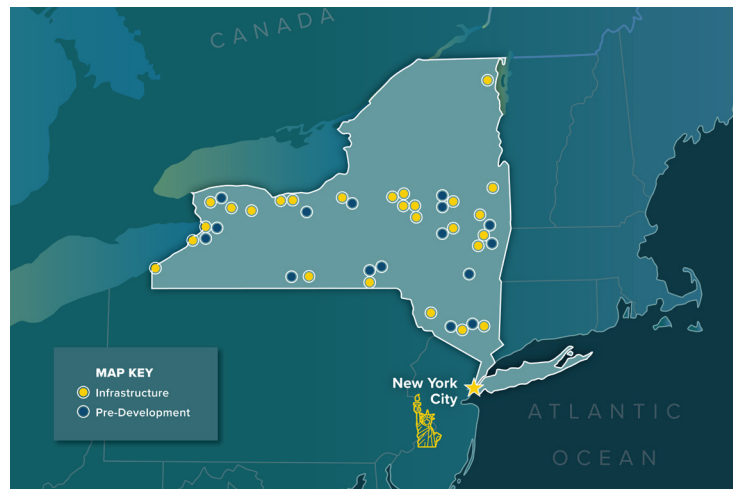 CANADA
MAP KEY
Infrastructure
Pre-Development
New York
City
ATLANTIC
OCEAN